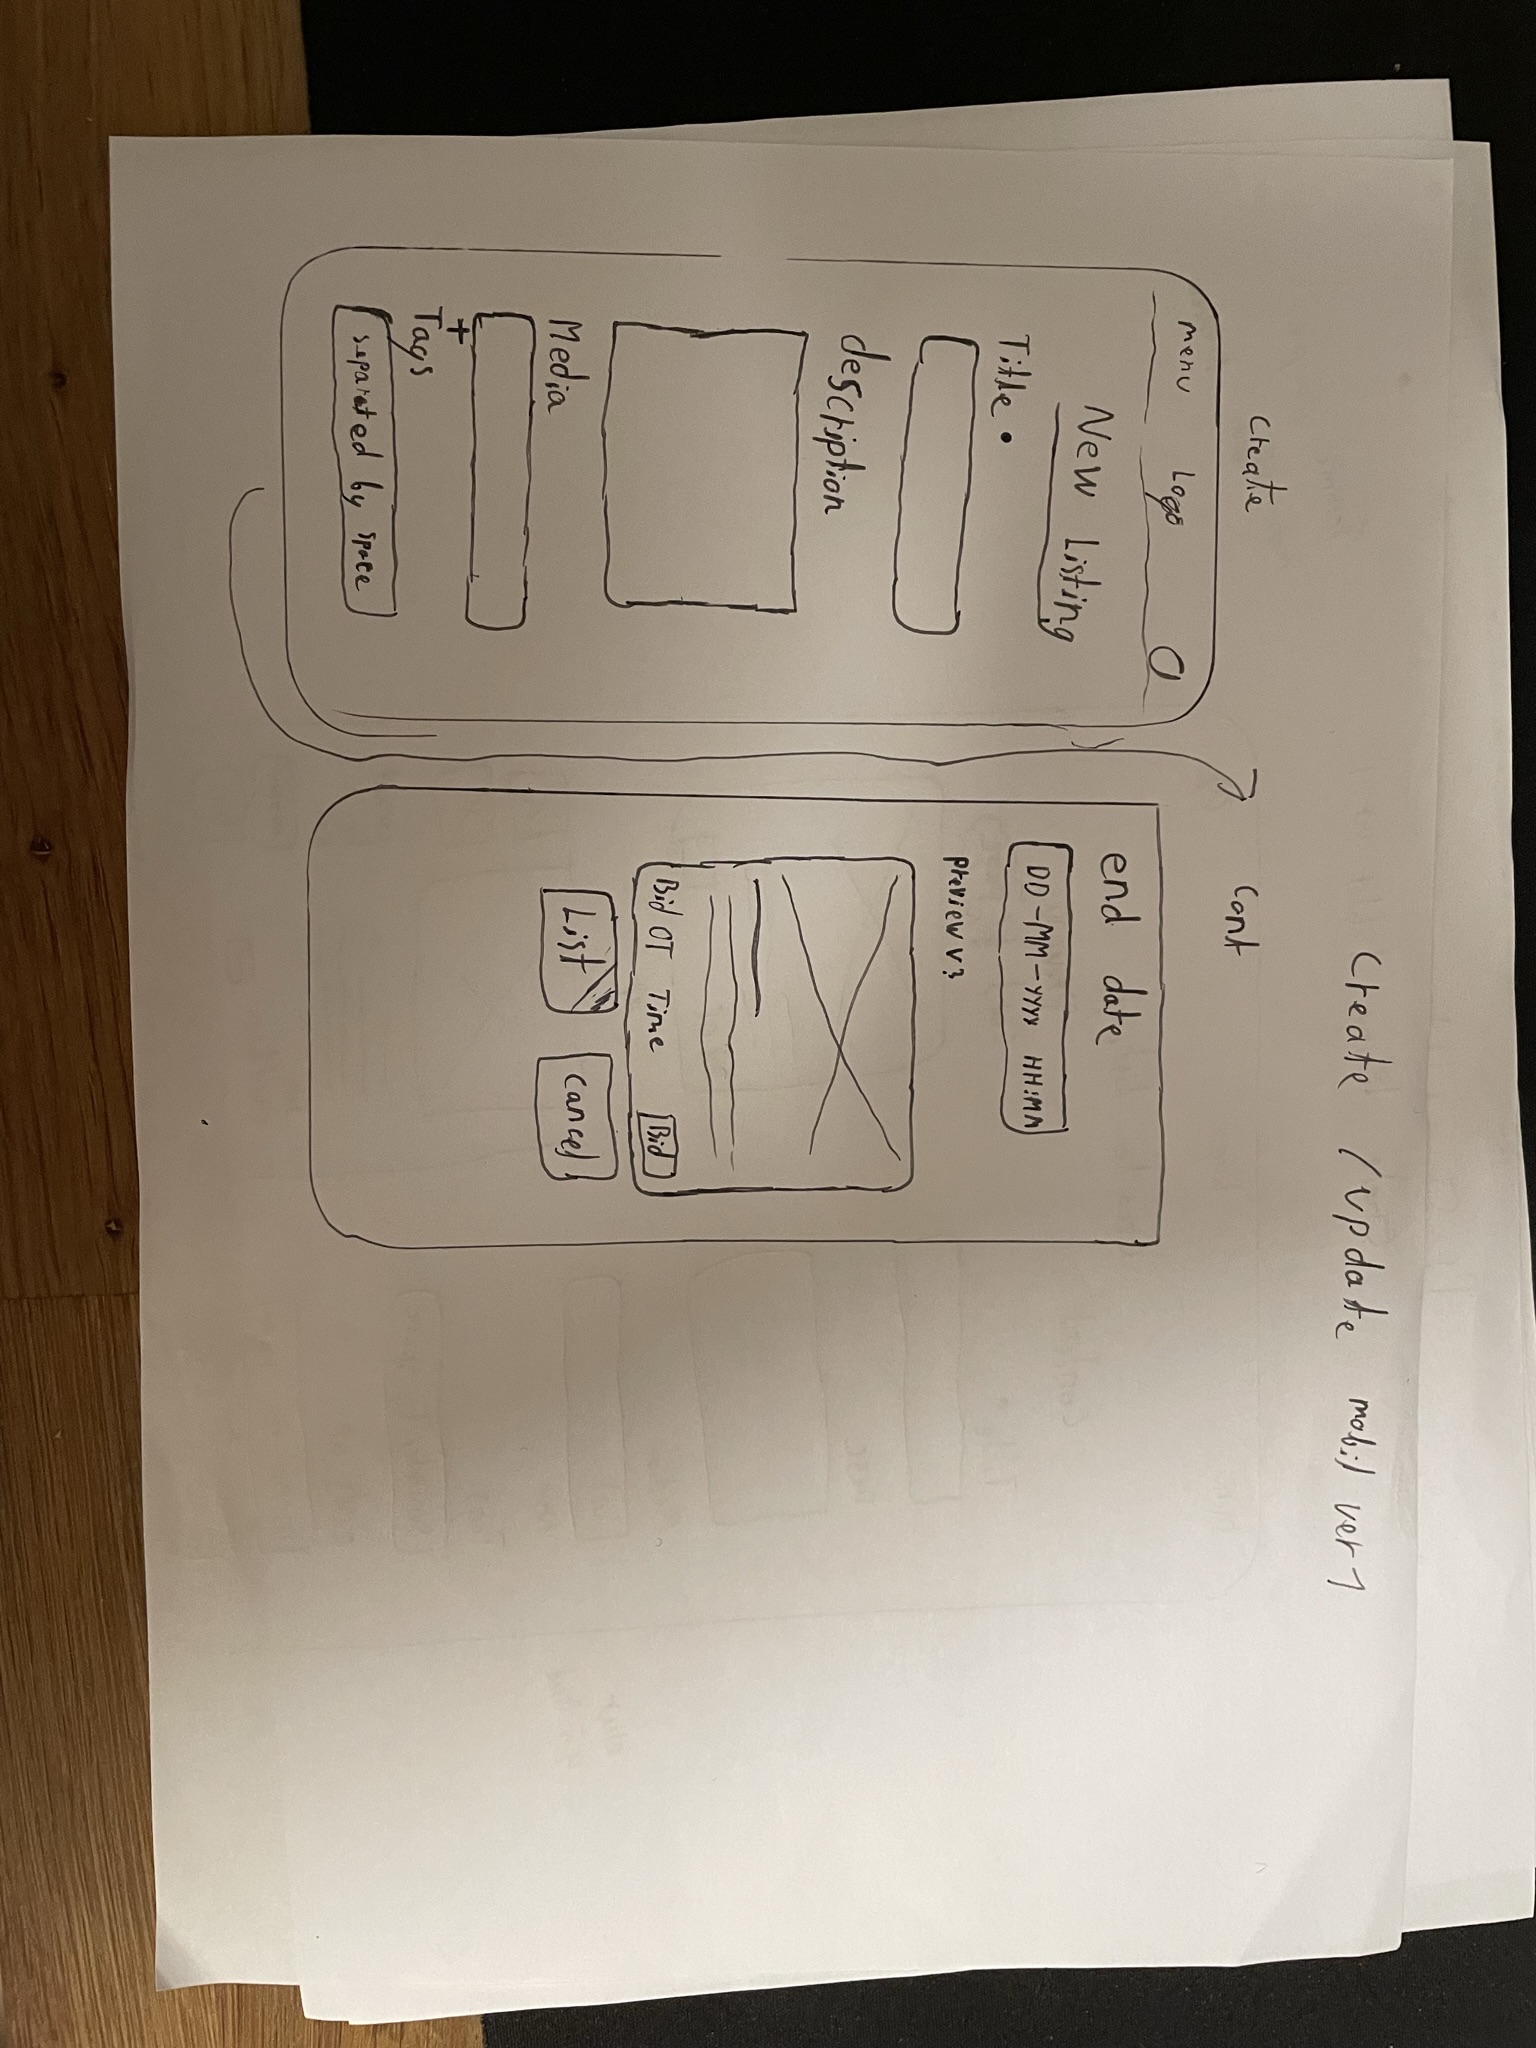 Create /update mobil ver 1
Create
menu Logo
New Listing
Title
description
Media
+
Tags
separated by space
Cont
end date
DD-MM-YYYY HH:MM
preview v3
Bid OT Time Bid
List Cancel